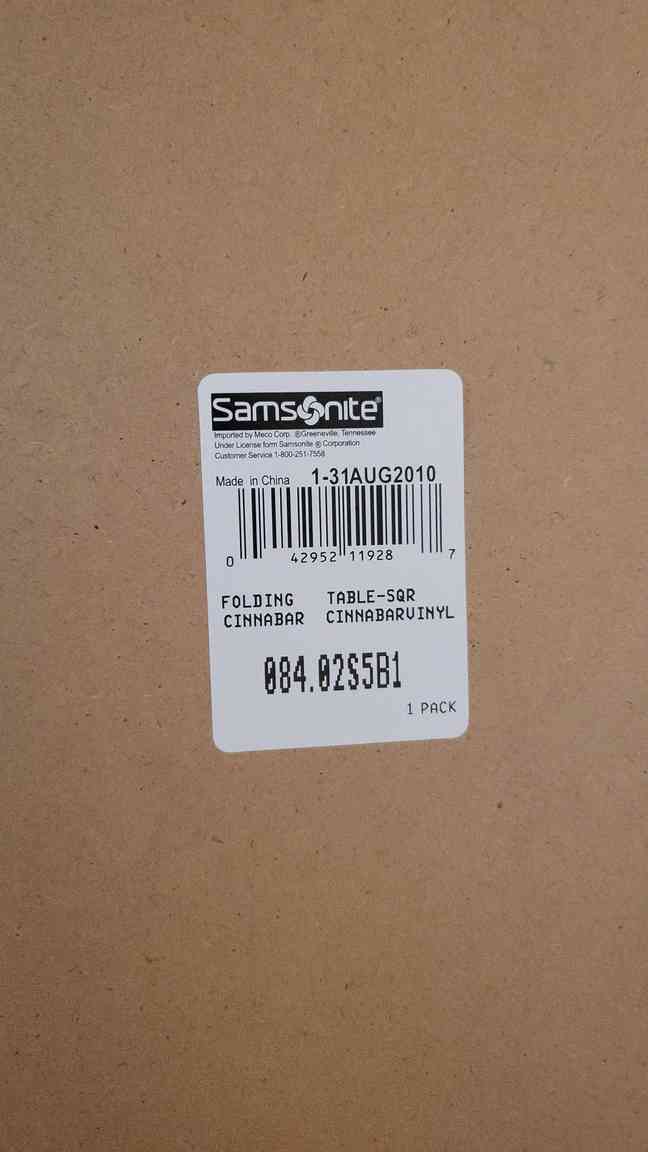 Samsonite®
Imported by Meco Corp. ®Greeneville, Tennessee
Under License form Samsonite ® Corporation
Customer Service 1-800-251-7558
Made in China 1-31AUG2010
0 42952 11928 7
FOLDING TABLE-SQR
CINNABAR CINNABARVINYL
084.02S5B1
1 PACK